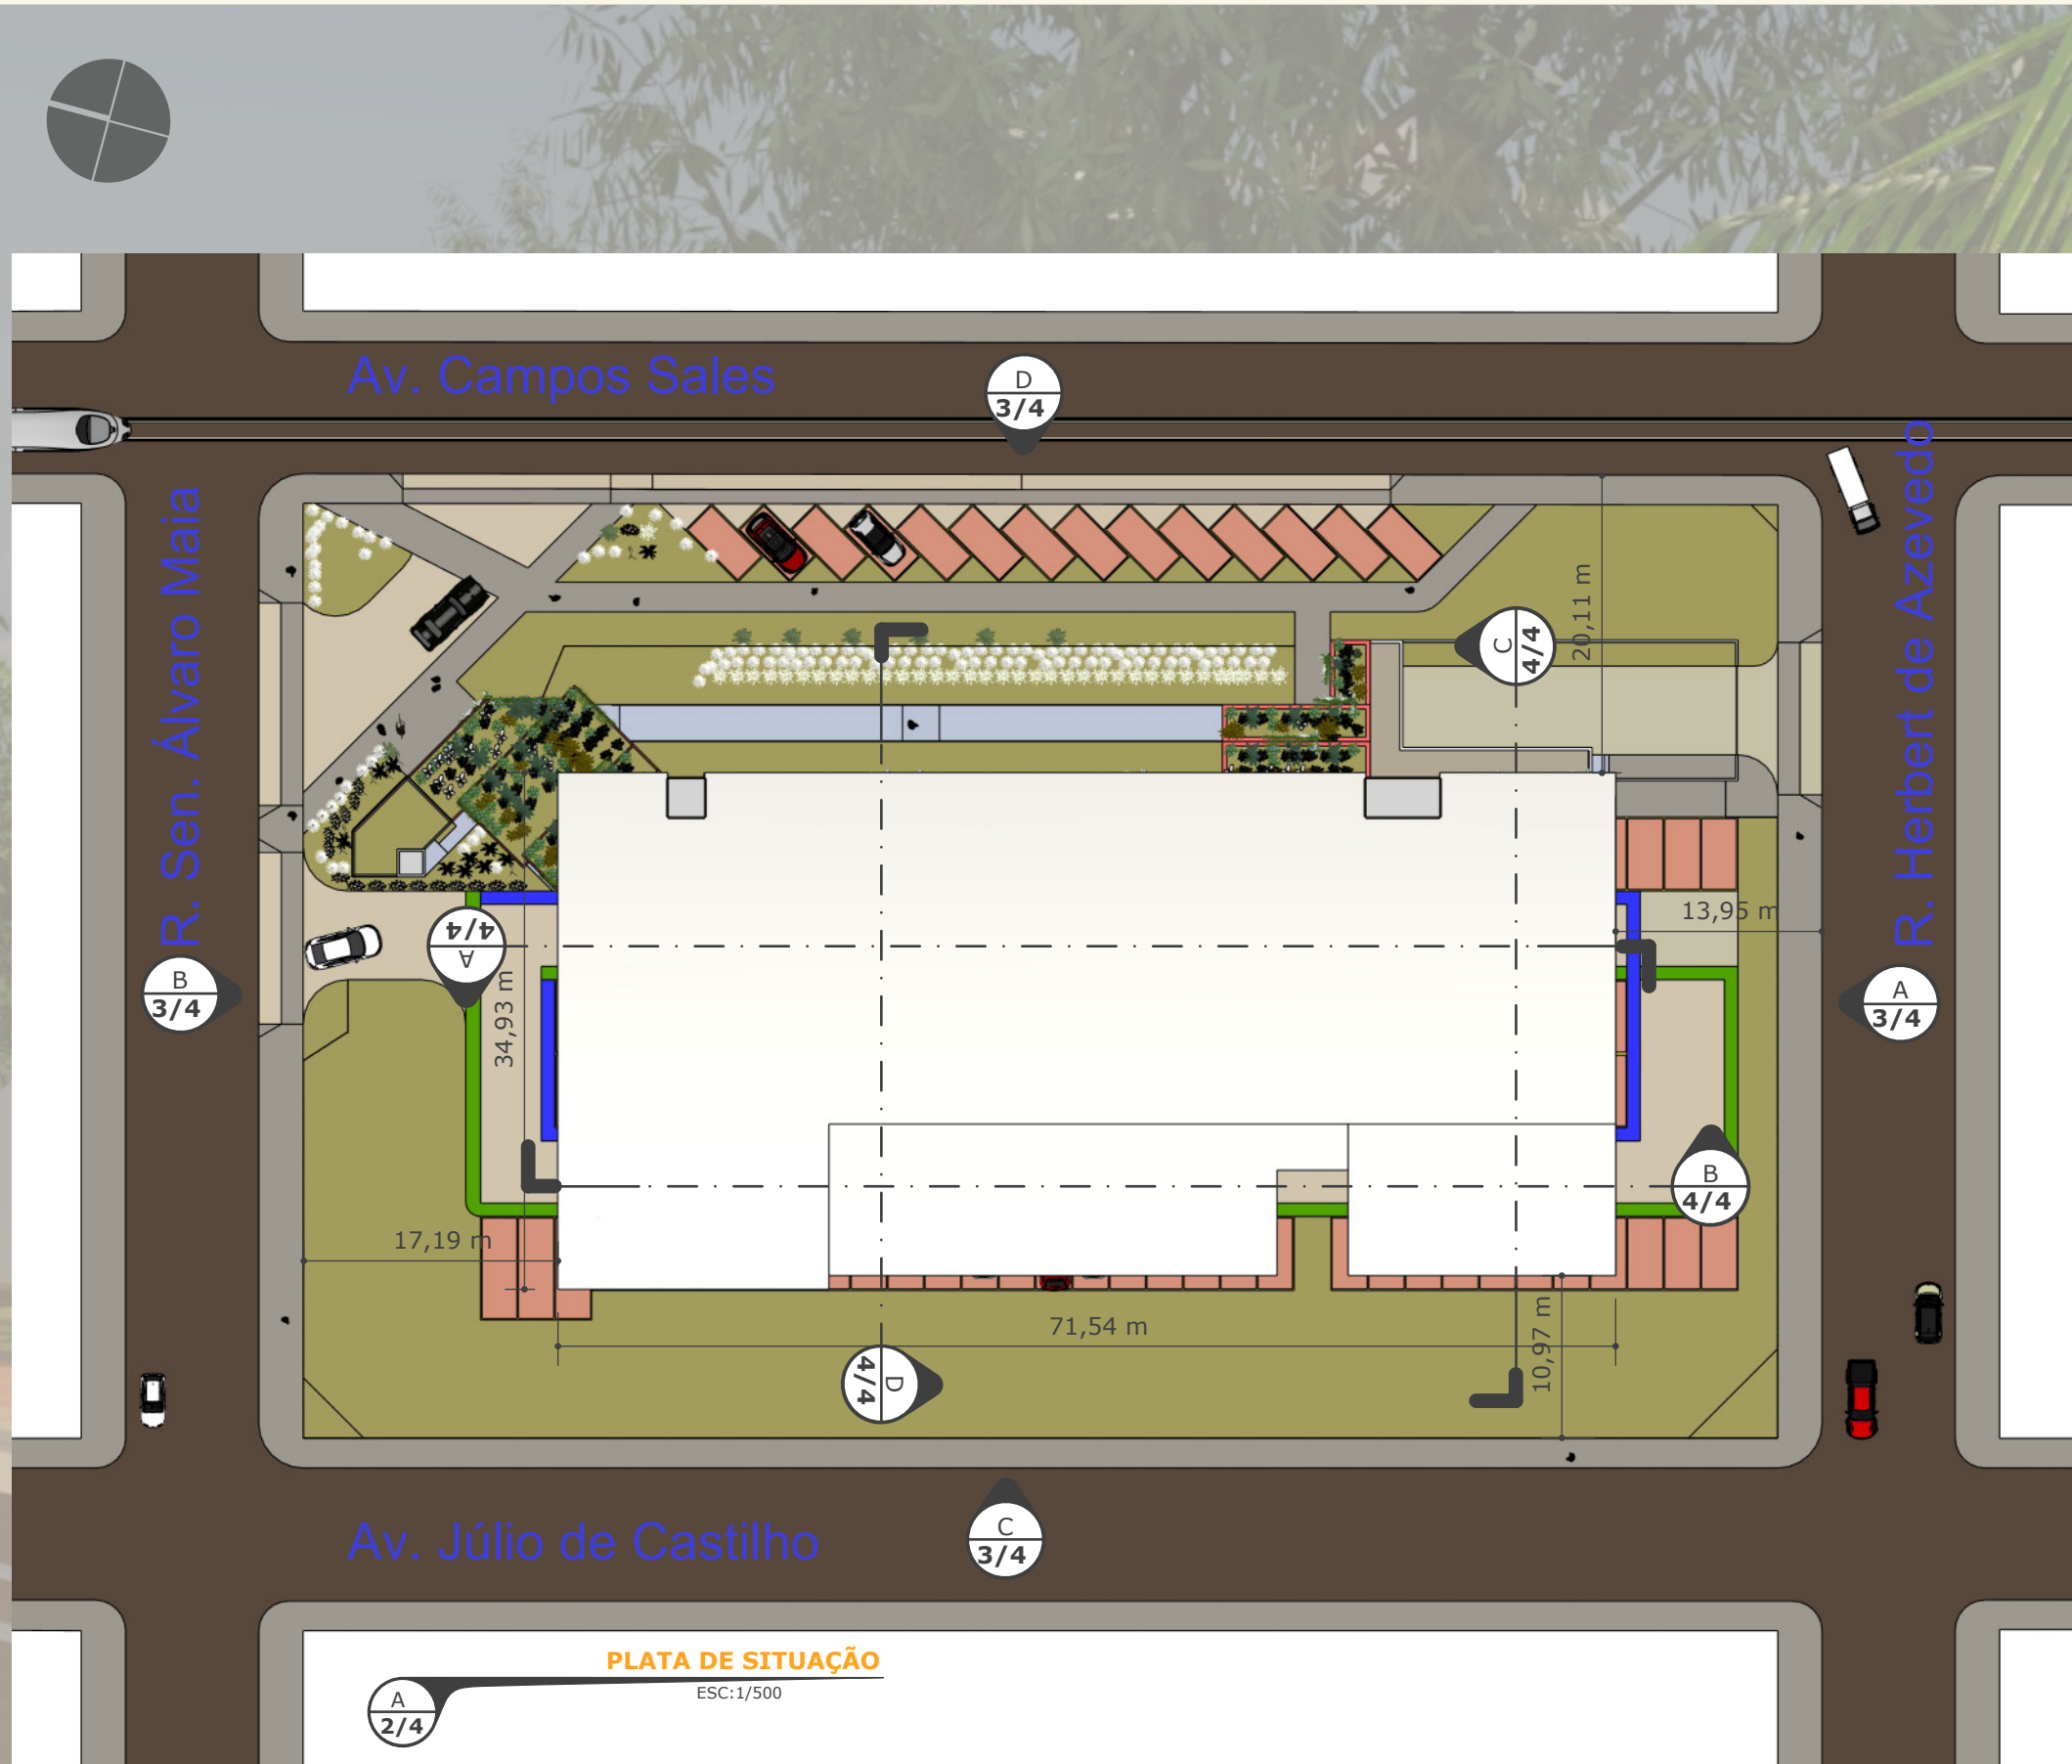 Av. Campos Sales
D
3/4
R. Sen. Álvaro Maia
R. Herbert de Azevedo
20,11 m
C
4/4
13,95 m
A
4/4
34,93 m
B
3/4
A
3/4
B
4/4
17,19 m
71,54 m
10,97 m
D
4/4
Av. Júlio de Castilho
C
3/4
PLATA DE SITUAÇÃO
ESC:1/500
A
2/4